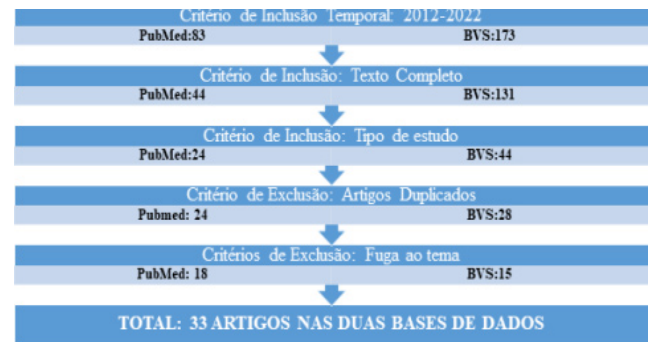 Critério de Inclusão Temporal: 2012-2022
PubMed:83 BVS:173
Critério de Inclusão: Texto Completo
PubMed:44 BVS:131
Critério de Inclusão: Tipo de estudo
PubMed:24 BVS:44
Critério de Exclusão: Artigos Duplicados
Pubmed: 24 BVS:28
Critérios de Exclusão: Fuga ao tema
PubMed: 18 BVS:15
TOTAL: 33 ARTIGOS NAS DUAS BASES DE DADOS